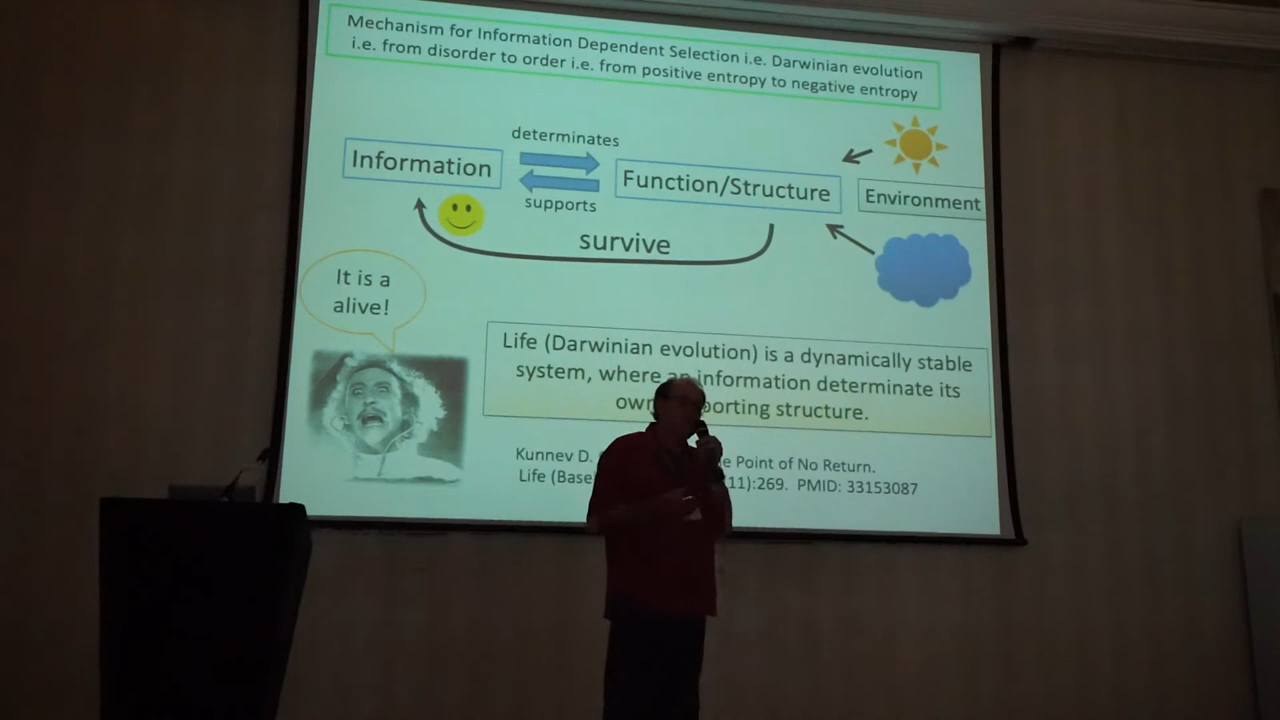 Mechanism for Information Dependent Selection i.e. Darwinian evolution
i.e. from disorder to order i.e. from positive entropy to negative entropy
determinates
Information
Function/Structure
Environment
supports
survive
It is a
alive!
Life (Darwinian evolution) is a dynamically stable
system, where an information determinate its
own porting structure.
Kunnev D. e Point of No Return.
Life (Base 11):269. PMID: 33153087